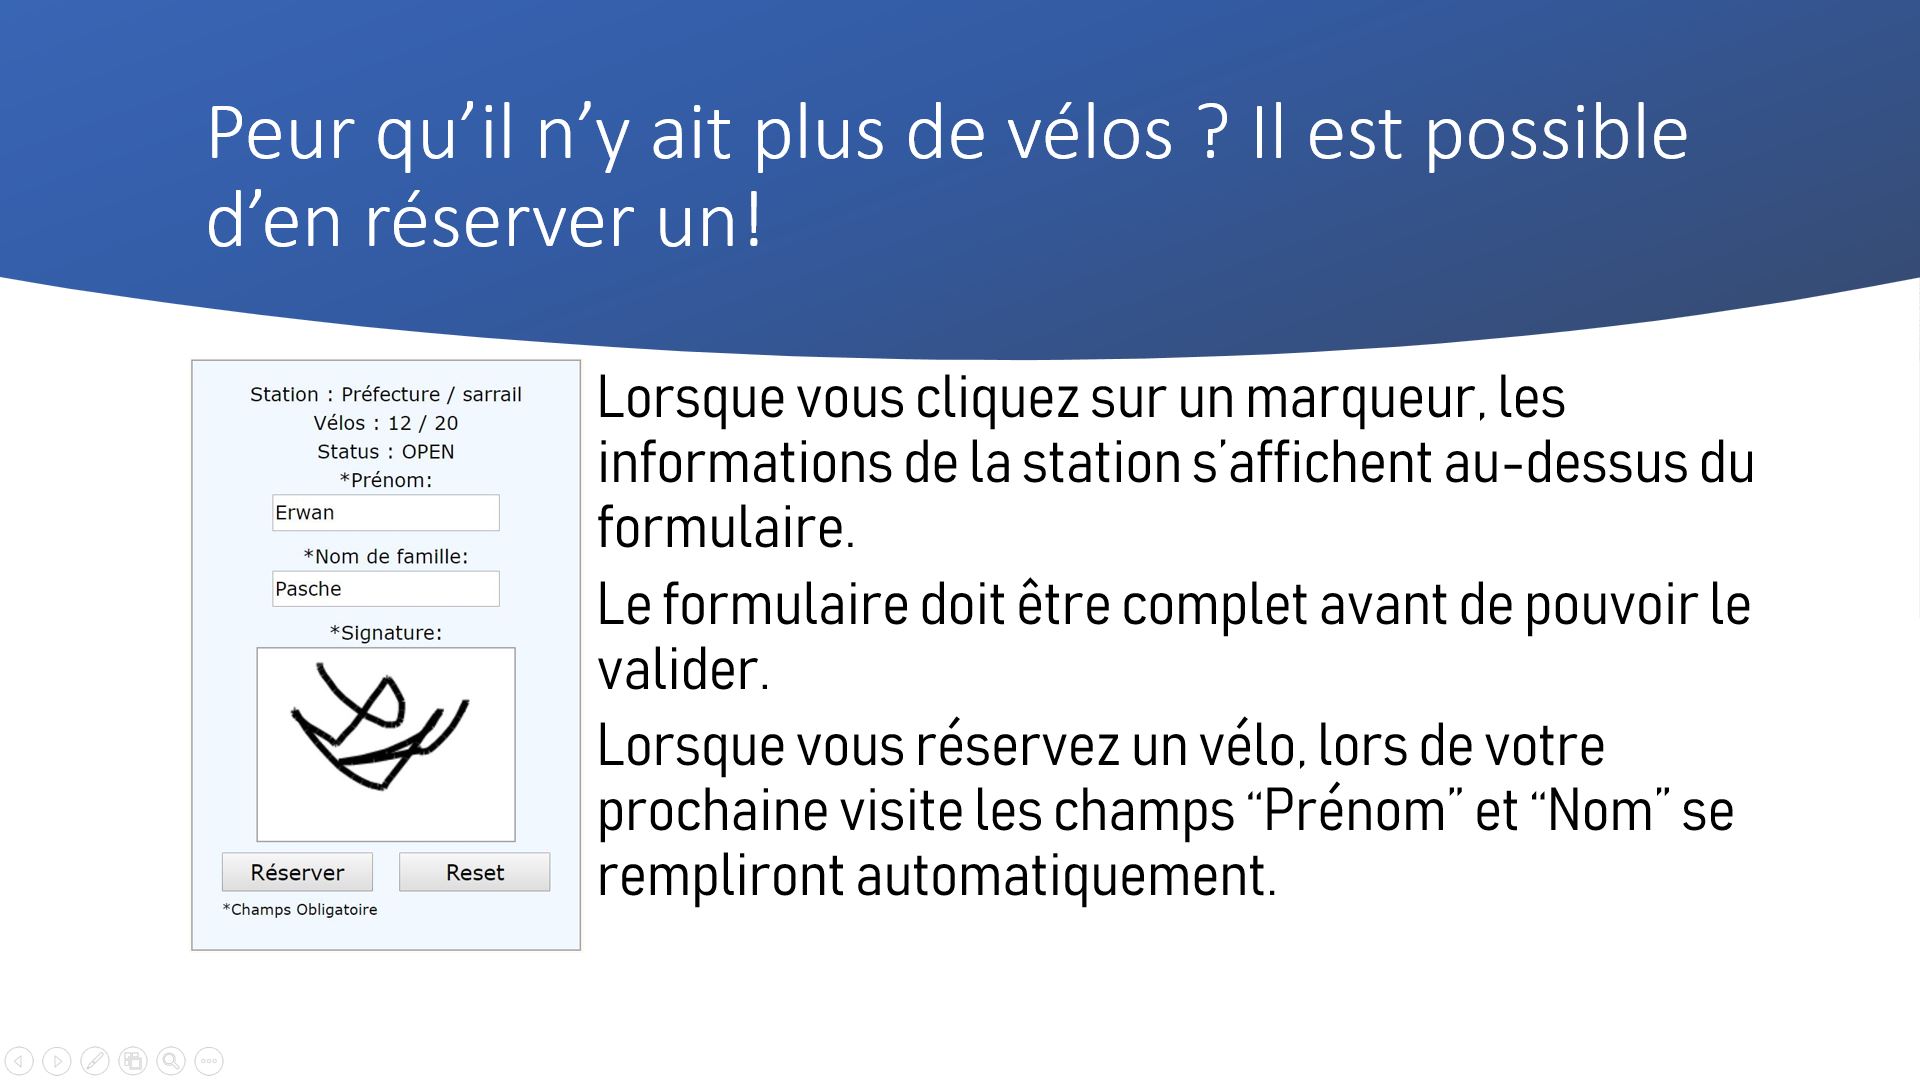 Peur qu’il n’y ait plus de vélos ? Il est possible
d’en réserver un!
Station : Préfecture / sarrail
Vélos : 12 / 20
Status : OPEN
*Prénom:
Erwan
*Nom de famille:
Pasche
*Signature:
Réserver
Reset
*Champs Obligatoire
Lorsque vous cliquez sur un marqueur, les
informations de la station s’affichent au-dessus du
formulaire.
Le formulaire doit être complet avant de pouvoir le
valider.
Lorsque vous réservez un vélo, lors de votre
prochaine visite les champs “Prénom” et “Nom” se
rempliront automatiquement.